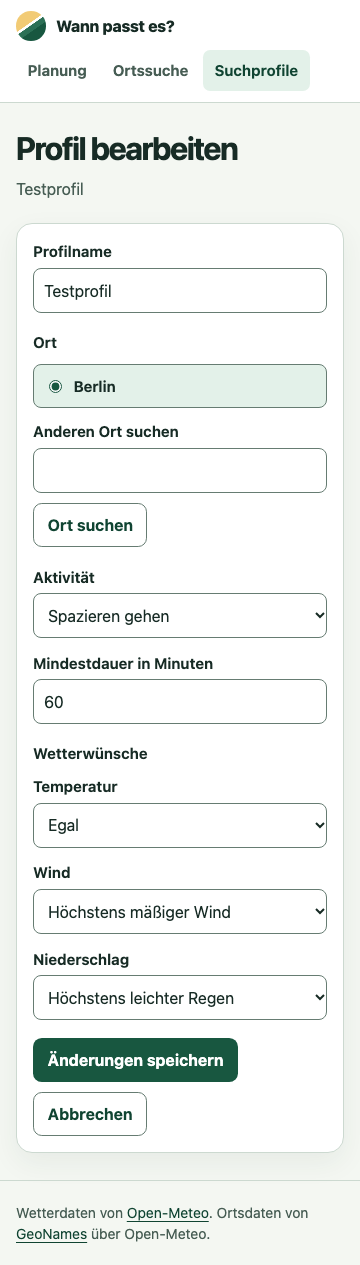 Wann passt es?
Planung Ortssuche Suchprofile
Profil bearbeiten
Testprofil
Profilname
Testprofil
Ort
Berlin
Anderen Ort suchen
Ort suchen
Aktivität
Spazieren gehen
Mindestdauer in Minuten
60
Wetterwünsche
Temperatur
Egal
Wind
Höchstens mäßiger Wind
Niederschlag
Höchstens leichter Regen
Änderungen speichern
Abbrechen
Wetterdaten von Open-Meteo. Ortsdaten von
GeoNames über Open-Meteo.